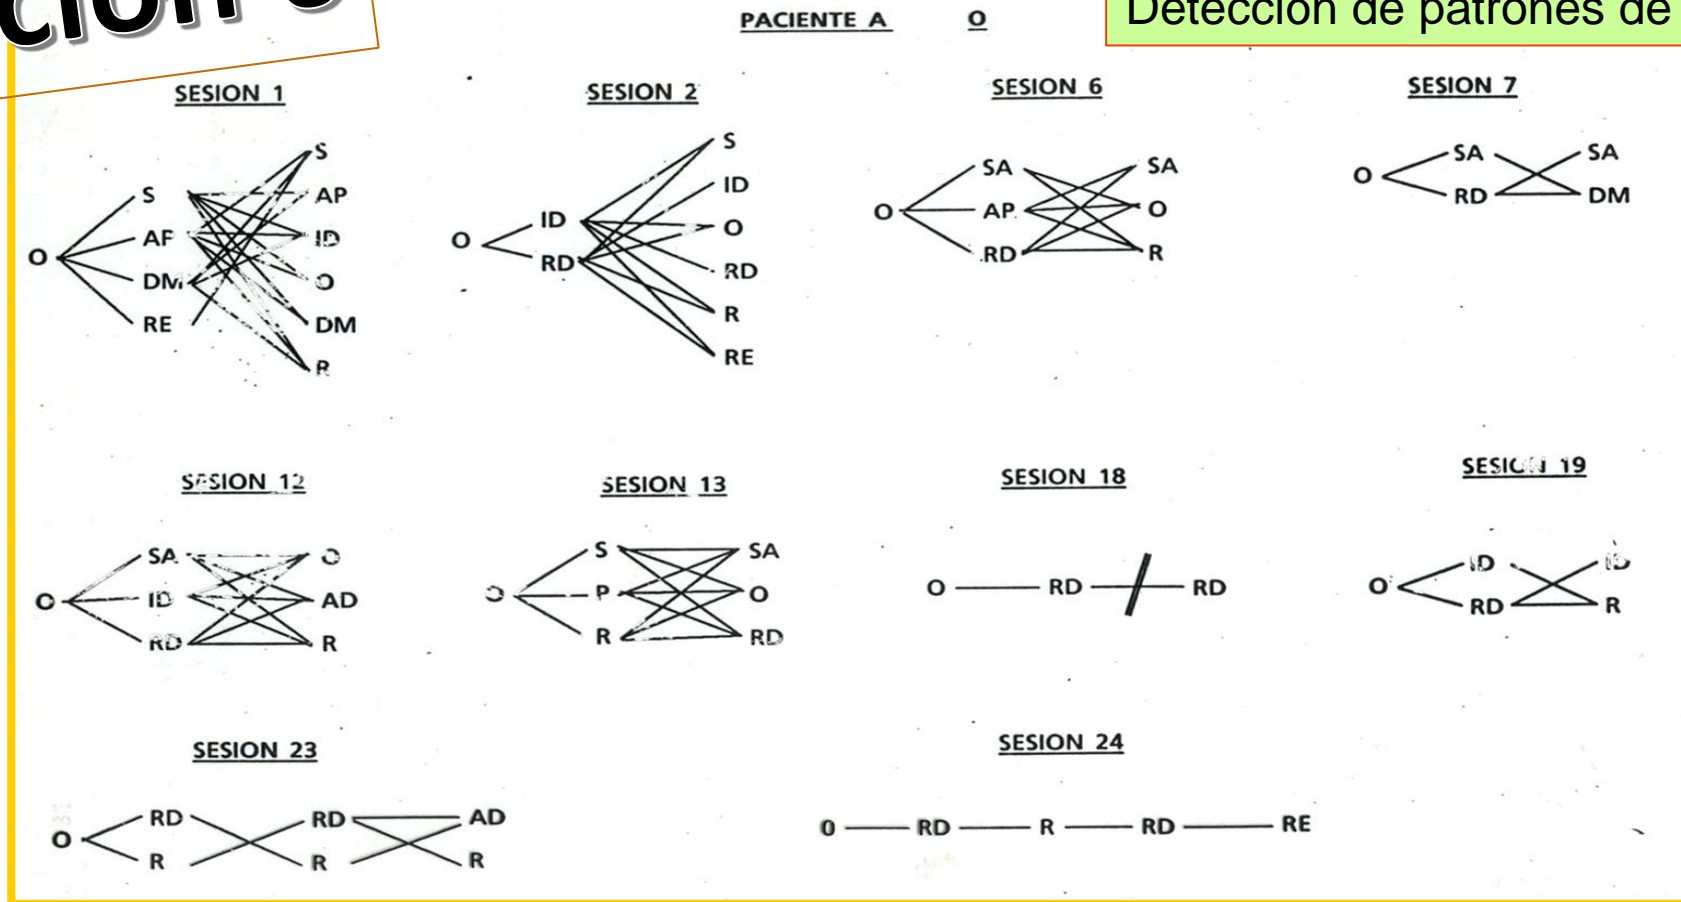 PACIENTE A O
Detección de patrones de
SESION 1
S
AP
DM
RE
O
S
AP
ID
O
DM
R
SESION 2
O
ID
RD
S
ID
O
RD
R
RE
SESION 6
O
SA
AP
RD
SA
O
R
SESION 7
O
SA
RD
SA
DM
SESION 12
O
SA
ID
RD
O
AD
R
SESION 13
O
S
P
R
SA
O
RD
SESION 18
O RD RD
SESION 19
O
ID
RD
ID
R
SESION 23
O
RD RD AD
R R R
SESION 24
O RD R RD RE